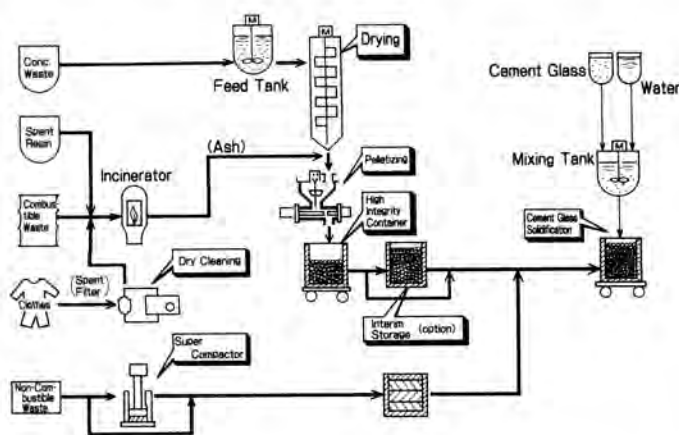 Conc.
Waste
M
Feed Tank
M
Drying
Cement Glass
Water
M
Mixing Tank
Spent
Resin
(Ash)
Incinerator
Pelletizing
Combus
tible
Waste
High
Integrity
Container
Cement Glass
Solidification
Dry Cleaning
(Spent
Filter)
Clothes
Interim
Storage (option)
Super
Compactor
Non-Com-
bustible
Waste